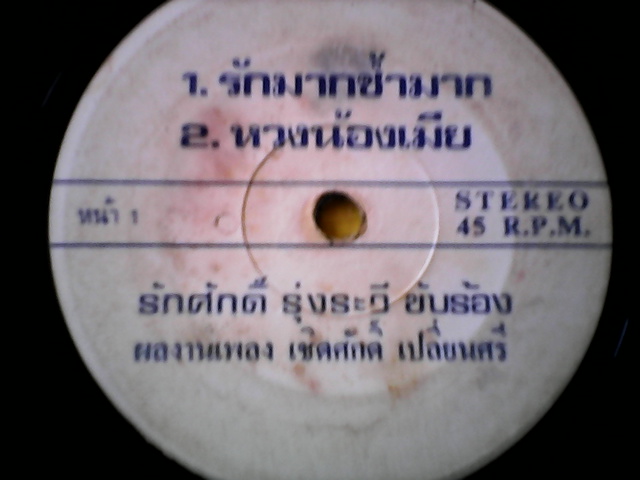 1. รักมากช้ำมาก
2. หวงน้องเมีย
หน้า 1
STEREO
45 R.P.M.
รักศักดิ์ รุ่งระวี ขับร้อง
ผลงานเพลง เชิดศักดิ์ เปลี่ยนศรี